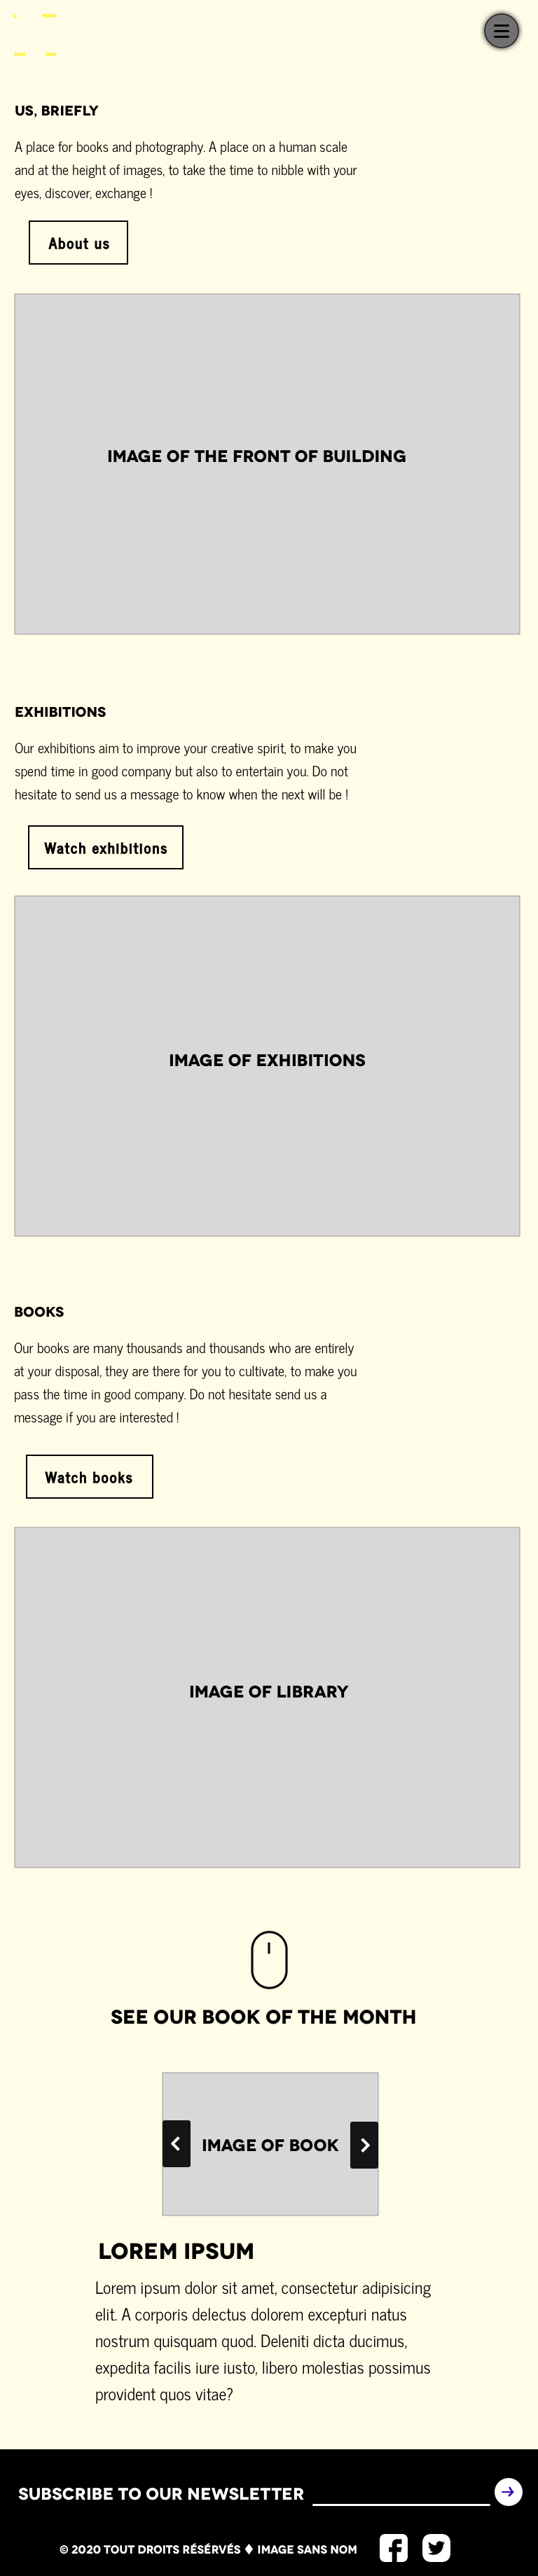 L IMAGE
SANS NOM
US, BRIEFLY
A place for books and photography. A place on a human scale
and at the height of images, to take the time to nibble with your
eyes, discover, exchange !
About us
IMAGE OF THE FRONT OF BUILDING
EXHIBITIONS
Our exhibitions aim to improve your creative spirit, to make you
spend time in good company but also to entertain you. Do not
hesitate to send us a message to know when the next will be !
Watch exhibitions
IMAGE OF EXHIBITIONS
BOOKS
Our books are many thousands and thousands who are entirely
at your disposal, they are there for you to cultivate, to make you
pass the time in good company. Do not hesitate send us a
message if you are interested !
Watch books
IMAGE OF LIBRARY
SEE OUR BOOK OF THE MONTH
IMAGE OF BOOK
LOREM IPSUM
Lorem ipsum dolor sit amet, consectetur adipisicing
elit. A corporis delectus dolorem excepturi natus
nostrum quisquam quod. Deleniti dicta ducimus,
expedita facilis iure iusto, libero molestias possimus
provident quos vitae?
SUBSCRIBE TO OUR NEWSLETTER
© 2020 TOUT DROITS RÉSÉRVÉS ♦ IMAGE SANS NOM